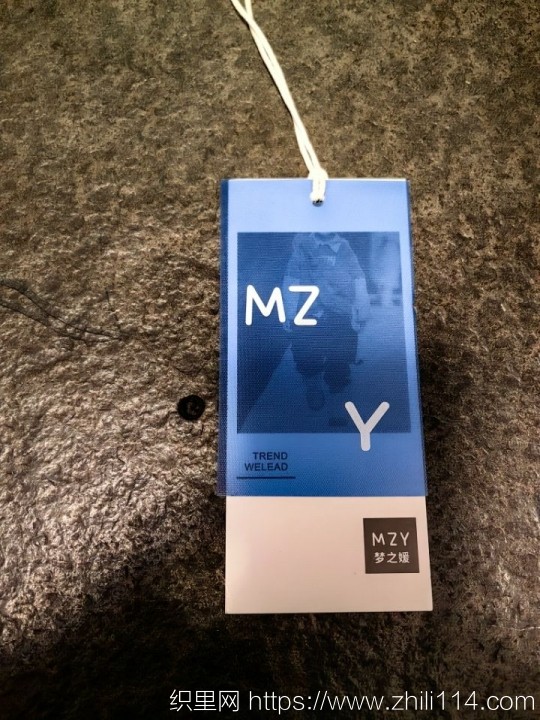 MZ
Y
TREND
WELEAD
MZY
梦之媛
织里网 https://www.zhili114.com